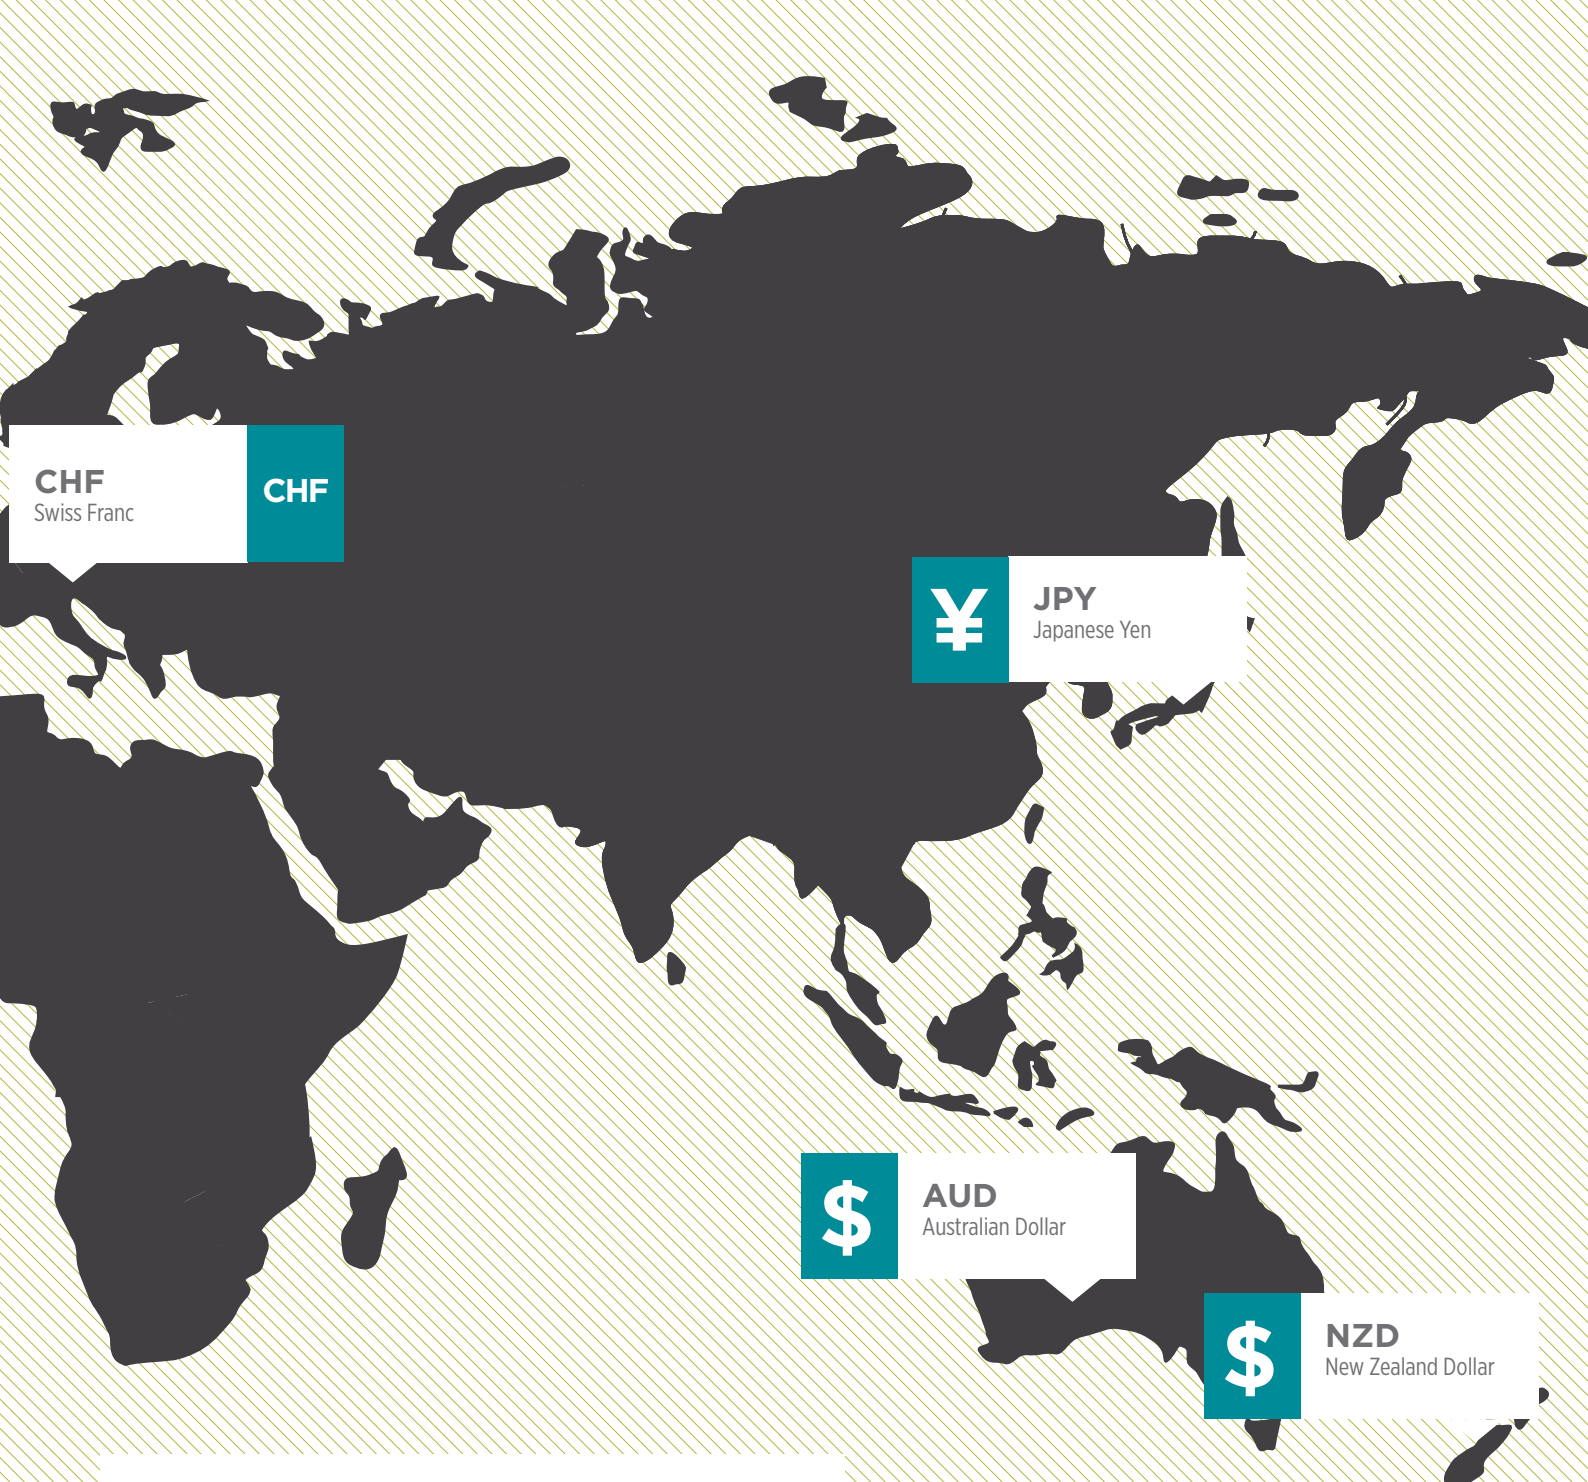 CHF
Swiss Franc
CHF
¥
JPY
Japanese Yen
$
AUD
Australian Dollar
$
NZD
New Zealand Dollar